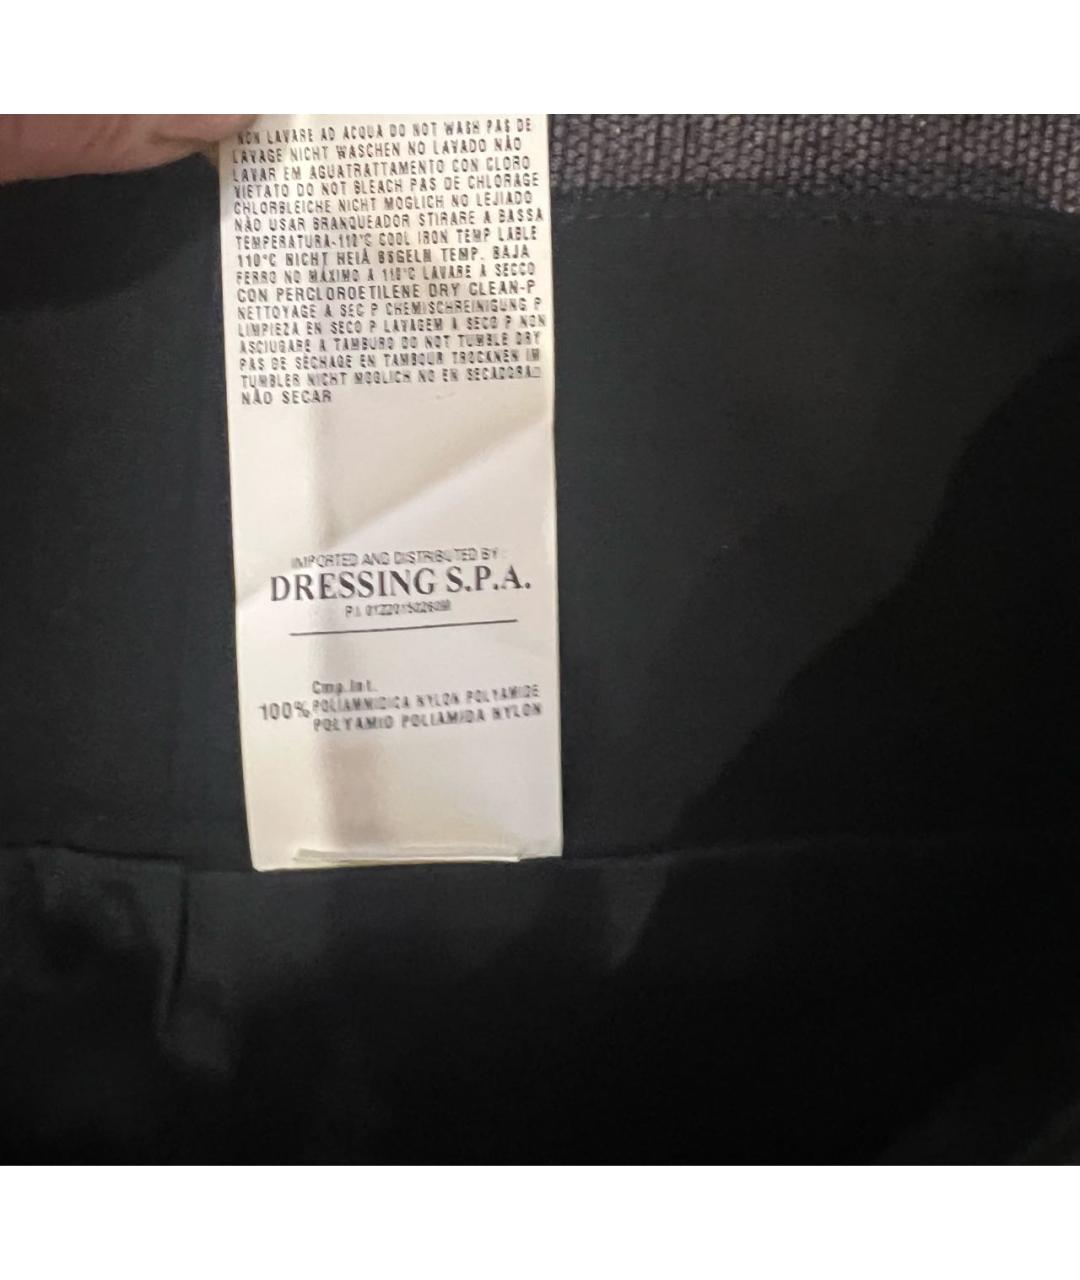 NON LAVARE AD ACQUA DO NOT WASH PAS DE
LAVAGE NICHT WASCHEN NO LAVADO NÃO
LAVAR EM AGUATRATTAMENTO CON CLORO
VIETATO DO NOT BLEACH PAS DE CHLORAGE
CHLORBLEICHE NICHT MOGLICH NO LEJIADO
NÃO USAR BRANQUEADOR STIRARE A BASSA
TEMPERATURA-110°C COOL IRON TEMP LABLE
110°C NICHT BSGELN TEMP. BAJA
FERRO NO MÁXIMO A 110°C LAVARE A SECCO
CON PERCLOROETILENE DRY CLEAN-P
NETTOYAGE A SEC P CHEMISCHREINIGUNG P
LIMPIEZA EN SECO P LAVAGEM A SECO P NON
ASCIUGARE A TAMBURO DO NOT TUMBLE DRY
PAS DE SÉCHAGE EN TAMBOUR TROCKNEN IM
TUMBLER NICHT MOGLICH NO EN SECADORA
NÃO SECAR
IMPORTED AND DISTRIBUTED BY:
DRESSING S.P.A.
P.I.
Cmp.Int.
100% POLIAMMIDICA NYLON POLYAMIDE
POLYAMID POLIAMIDA NYLON